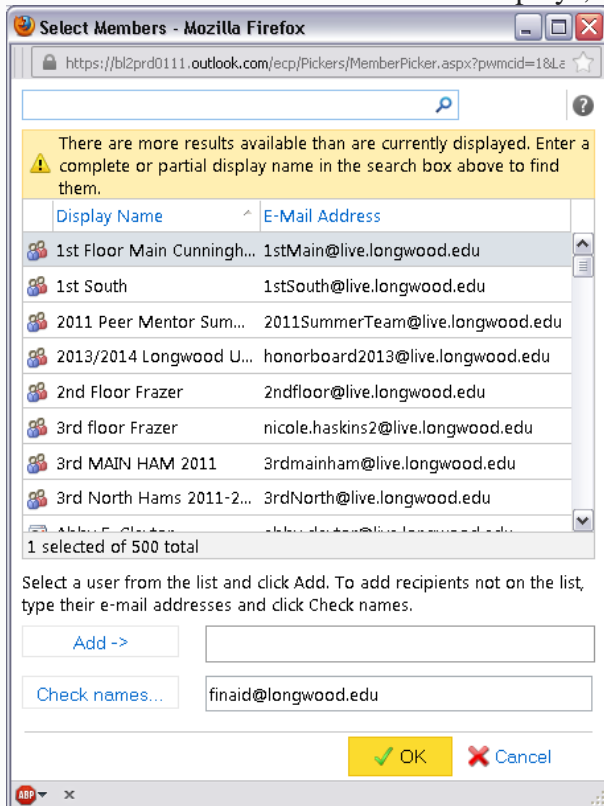 Select Members - Mozilla Firefox
https://bl2prd0111.outlook.com/ecp/Pickers/MemberPicker.aspx?pwmcid=1&La
There are more results available than are currently displayed. Enter a
complete or partial display name in the search box above to find
them.
Display Name E-Mail Address
1st Floor Main Cunningh... 1stMain@live.longwood.edu
1st South 1stSouth@live.longwood.edu
2011 Peer Mentor Sum... 2011SummerTeam@live.longwood.edu
2013/2014 Longwood U... honorboard2013@live.longwood.edu
2nd Floor Frazer 2ndfloor@live.longwood.edu
3rd floor Frazer nicole.haskins2@live.longwood.edu
3rd MAIN HAM 2011 3rdmainham@live.longwood.edu
3rd North Hams 2011-2... 3rdNorth@live.longwood.edu
1 selected of 500 total
Select a user from the list and click Add. To add recipients not on the list,
type their e-mail addresses and click Check names.
Add ->
Check names... finaid@longwood.edu
OK Cancel
ABP x